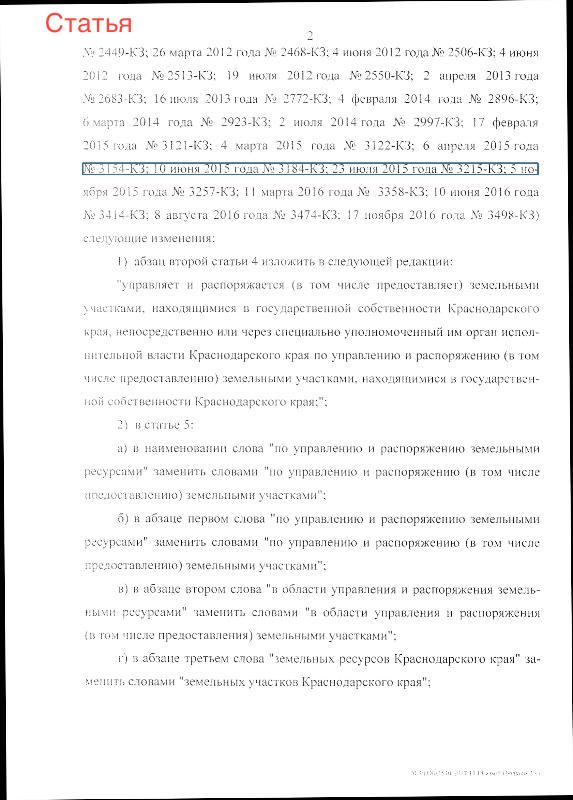 Статья
2
№ 2449-КЗ; 26 марта 2012 года № 2468-КЗ; 4 июня 2012 года № 2506-КЗ; 4 июня
2012 года № 2513-КЗ; 19 июля 2012 года № 2550-КЗ; 2 апреля 2013 года
№ 2683-КЗ; 16 июля 2013 года № 2772-КЗ; 4 февраля 2014 года № 2896-КЗ;
6 марта 2014 года № 2923-КЗ; 2 июля 2014 года № 2997-КЗ; 17 февраля
2015 года № 3121-КЗ; 4 марта 2015 года № 3122-КЗ; 6 апреля 2015 года
№ 3154-КЗ; 10 июня 2015 года № 3184-КЗ; 23 июля 2015 года № 3215-КЗ; 5 но-
ября 2015 года № 3257-КЗ; 11 марта 2016 года № 3358-КЗ; 10 июня 2016 года
№ 3414-КЗ; 8 августа 2016 года № 3474-КЗ; 17 ноября 2016 года № 3498-КЗ)
следующие изменения:
1) абзац второй статьи 4 изложить в следующей редакции:
"управляет и распоряжается (в том числе предоставляет) земельными
участками, находящимися в государственной собственности Краснодарского
края, непосредственно или через специально уполномоченный им орган испол-
нительной власти Краснодарского края по управлению и распоряжению (в том
числе предоставлению) земельными участками, находящимися в государствен-
ной собственности Краснодарского края;";
2) в статье 5:
а) в наименовании слова "по управлению и распоряжению земельными
ресурсами" заменить словами "по управлению и распоряжению (в том числе
предоставлению) земельными участками";
б) в абзаце первом слова "по управлению и распоряжению земельными
ресурсами" заменить словами "по управлению и распоряжению (в том числе
предоставлению) земельными участками";
в) в абзаце втором слова "в области управления и распоряжения земель-
ными ресурсами" заменить словами "в области управления и распоряжения
(в том числе предоставления) земельными участками";
г) в абзаце третьем слова "земельных ресурсов Краснодарского края" за-
менить словами "земельных участков Краснодарского края";